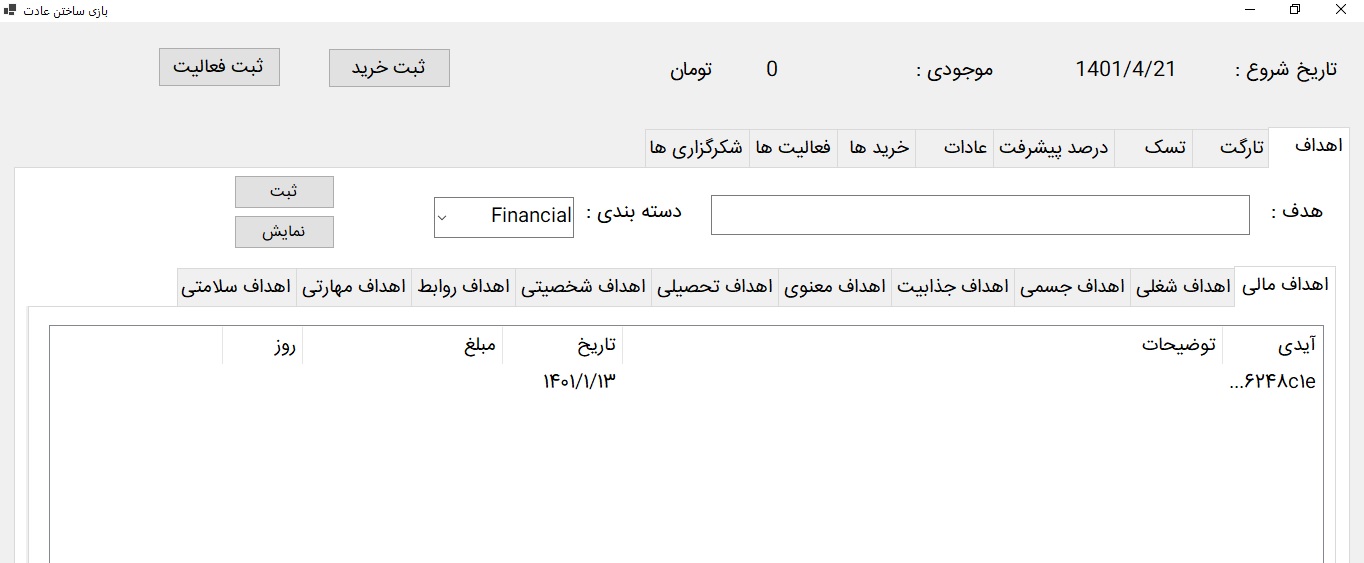 بازی ساختن عادت
تاریخ شروع : 1401/4/21 موجودی : 0 تومان ثبت خرید ثبت فعالیت
اهداف تارگت تسک درصد پیشرفت عادات خرید ها فعالیت ها شکرگزاری ها
هدف : دسته بندی : Financial ثبت
نمایش
اهداف مالی اهداف شغلی اهداف جسمی اهداف جذابیت اهداف معنوی اهداف تحصیلی اهداف شخصیتی اهداف روابط اهداف مهارتی اهداف سلامتی
آیدی توضیحات تاریخ مبلغ روز
۶۲۴۸c۱e... ۱۴۰۱/۱/۱۳